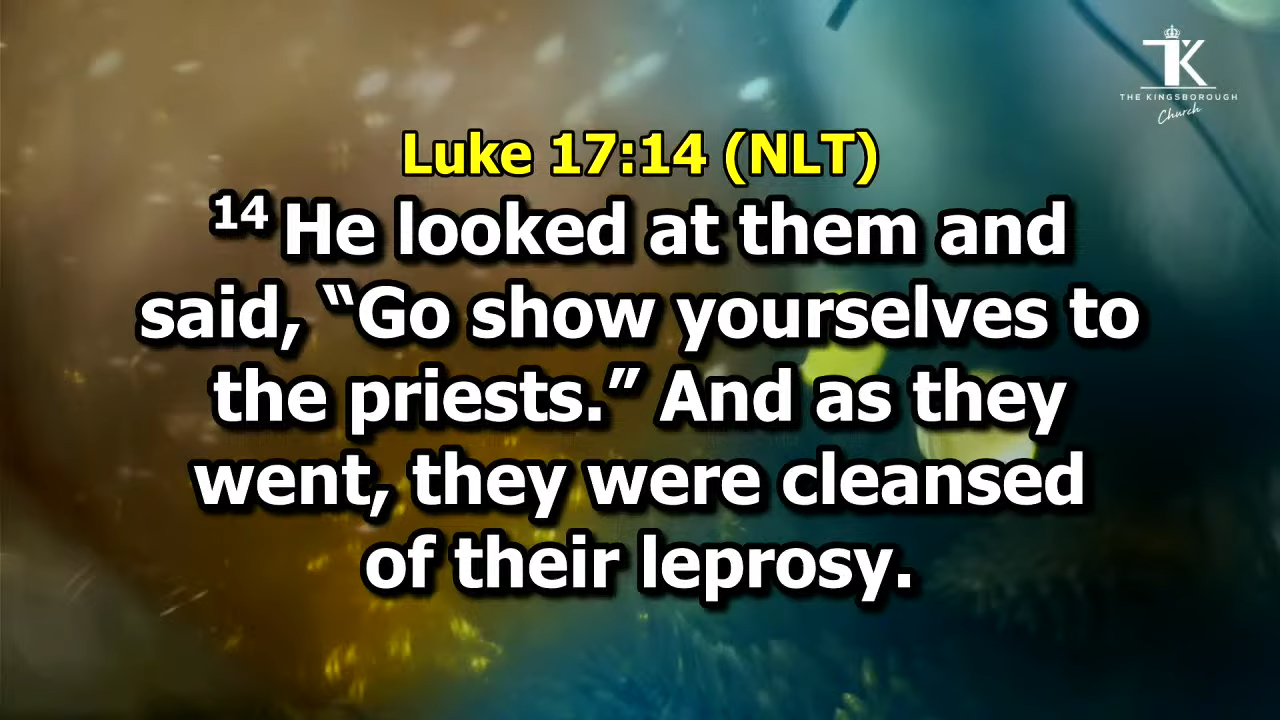 TK
THE KINGSBOROUGH
Church
Luke 17:14 (NLT)
14 He looked at them and
said, “Go show yourselves to
the priests.” And as they
went, they were cleansed
of their leprosy.